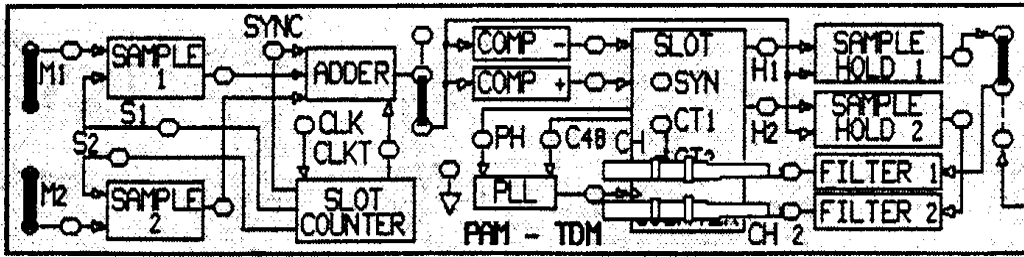 SYNC
M1
SAMPLE
1
ADDER
COMP -
COMP +
SLOT
SYN
CT1
H1
H2
SAMPLE
HOLD 1
SAMPLE
HOLD 2
S1
S2
CLK
CLKT
PH
C48
CH
M2
SAMPLE
2
SLOT
COUNTER
PLL
PAM - TDM
FILTER 1
FILTER 2
CH 2